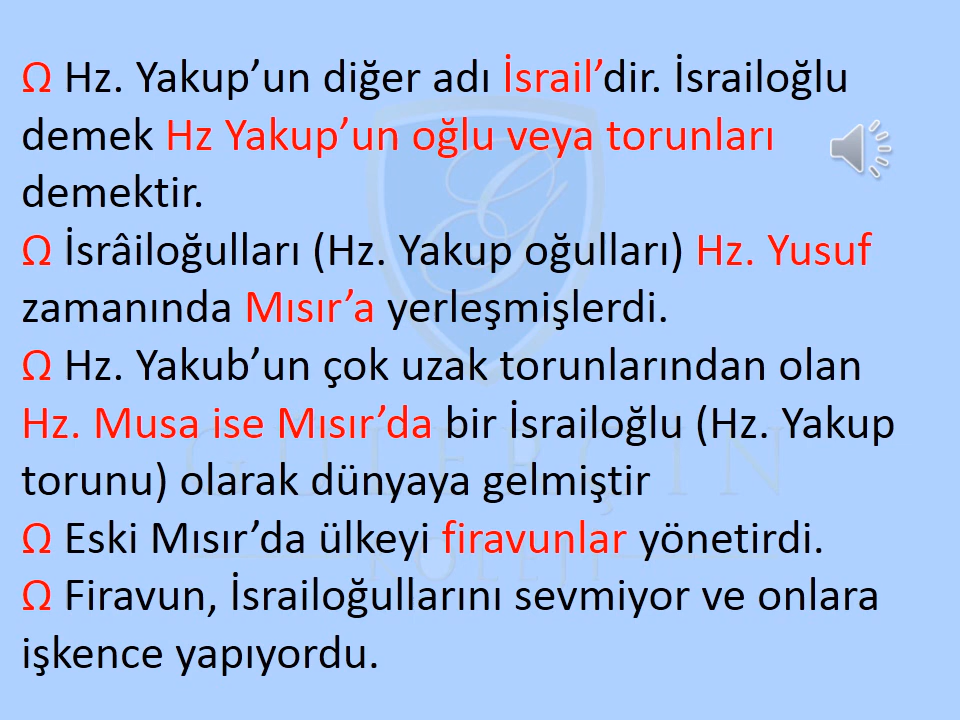 Ω Hz. Yakup’un diğer adı İsrail’dir. İsrailoğlu
demek Hz Yakup’un oğlu veya torunları
demektir.
Ω İsrâiloğulları (Hz. Yakup oğulları) Hz. Yusuf
zamanında Mısır’a yerleşmişlerdi.
Ω Hz. Yakub’un çok uzak torunlarından olan
Hz. Musa ise Mısır’da bir İsrailoğlu (Hz. Yakup
torunu) olarak dünyaya gelmiştir
Ω Eski Mısır’da ülkeyi firavunlar yönetirdi.
Ω Firavun, İsrailoğullarını sevmiyor ve onlara
işkence yapıyordu.